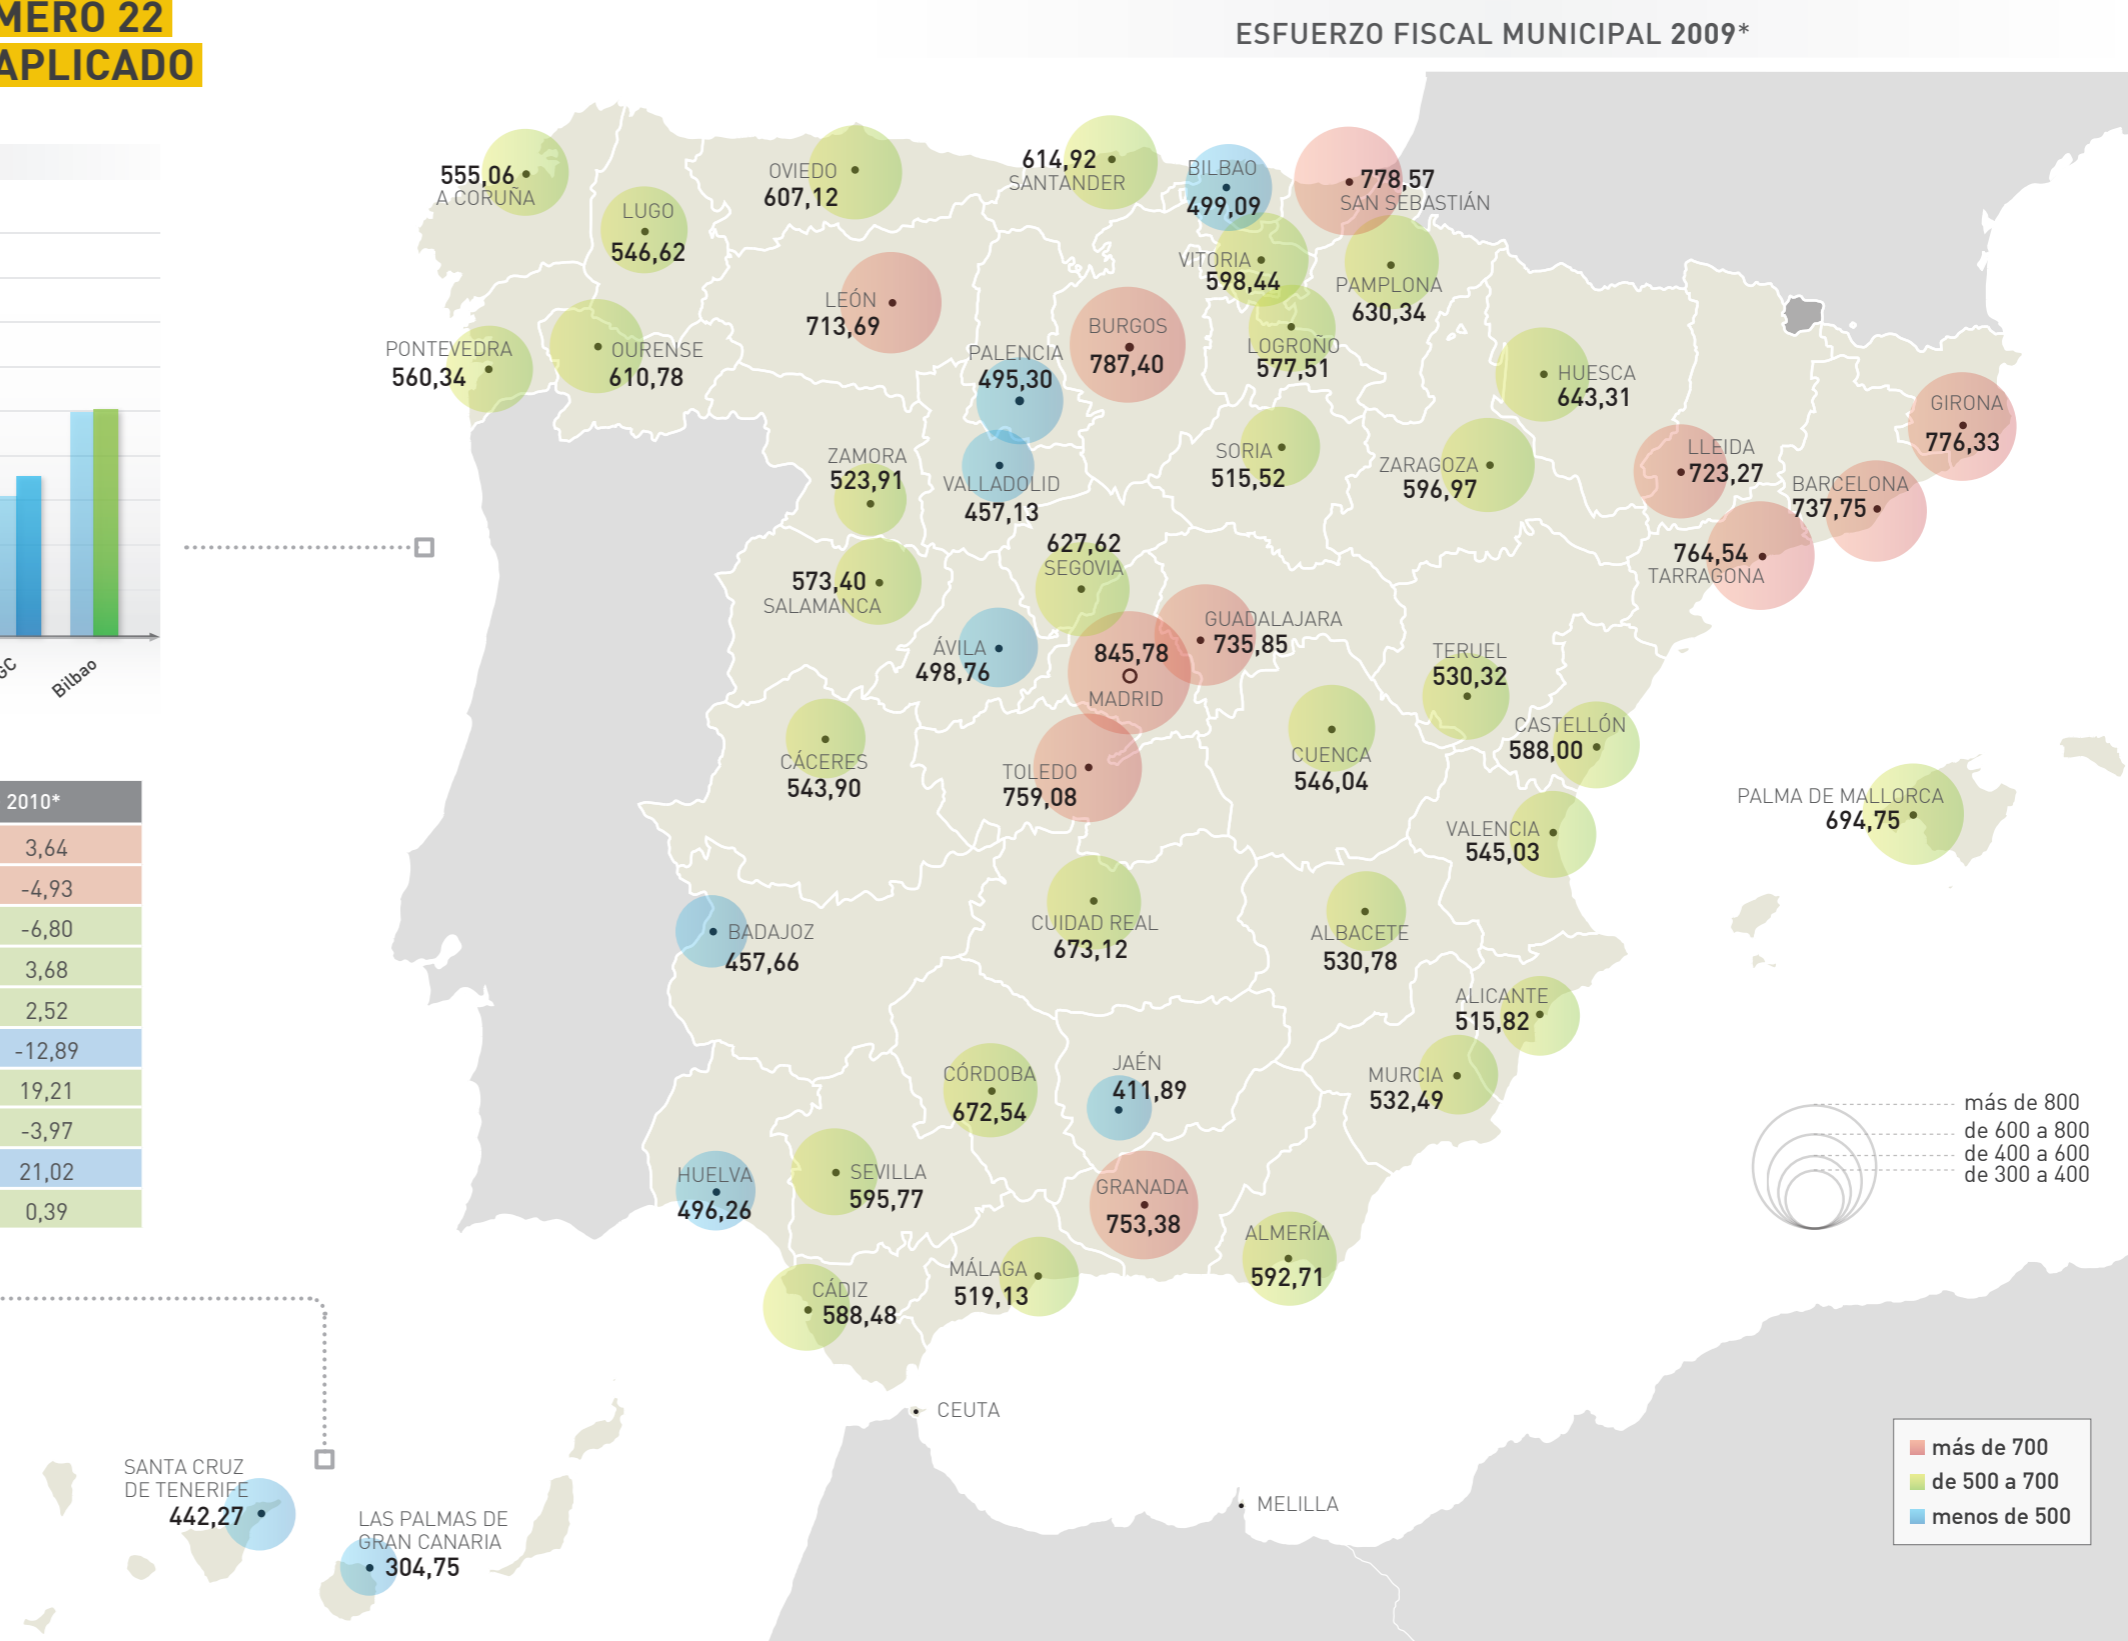 MERO 22
APLICADO
ESFUERZO FISCAL MUNICIPAL 2009*
555,06
A CORUÑA
LUGO
546,62
OVIEDO
607,12
614,92
SANTANDER
BILBAO
499,09
778,57
SAN SEBASTIÁN
VITORIA
598,44
PAMPLONA
630,34
LEÓN
713,69
BURGOS
787,40
LOGROÑO
577,51
PONTEVEDRA
560,34
OURENSE
610,78
PALENCIA
495,30
HUESCA
643,31
GIRONA
776,33
ZAMORA
523,91
VALLADOLID
457,13
SORIA
515,52
ZARAGOZA
596,97
LLEIDA
723,27
BARCELONA
737,75
764,54
TARRAGONA
627,62
SEGOVIA
573,40
SALAMANCA
ÁVILA
498,76
845,78
MADRID
GUADALAJARA
735,85
TERUEL
530,32
CASTELLÓN
588,00
CÁCERES
543,90
TOLEDO
759,08
CUENCA
546,04
PALMA DE MALLORCA
694,75
VALENCIA
545,03
BADAJOZ
457,66
CUIDAD REAL
673,12
ALBACETE
530,78
ALICANTE
515,82
CÓRDOBA
672,54
JAÉN
411,89
MURCIA
532,49
HUELVA
496,26
SEVILLA
595,77
GRANADA
753,38
ALMERÍA
592,71
MÁLAGA
519,13
CÁDIZ
588,48
CEUTA
MELILLA
SANTA CRUZ
DE TENERIFE
442,27
LAS PALMAS DE
GRAN CANARIA
304,75
GC
Bilbao
2010*
3,64
-4,93
-6,80
3,68
2,52
-12,89
19,21
-3,97
21,02
0,39
más de 800
de 600 a 800
de 400 a 600
de 300 a 400
más de 700
de 500 a 700
menos de 500